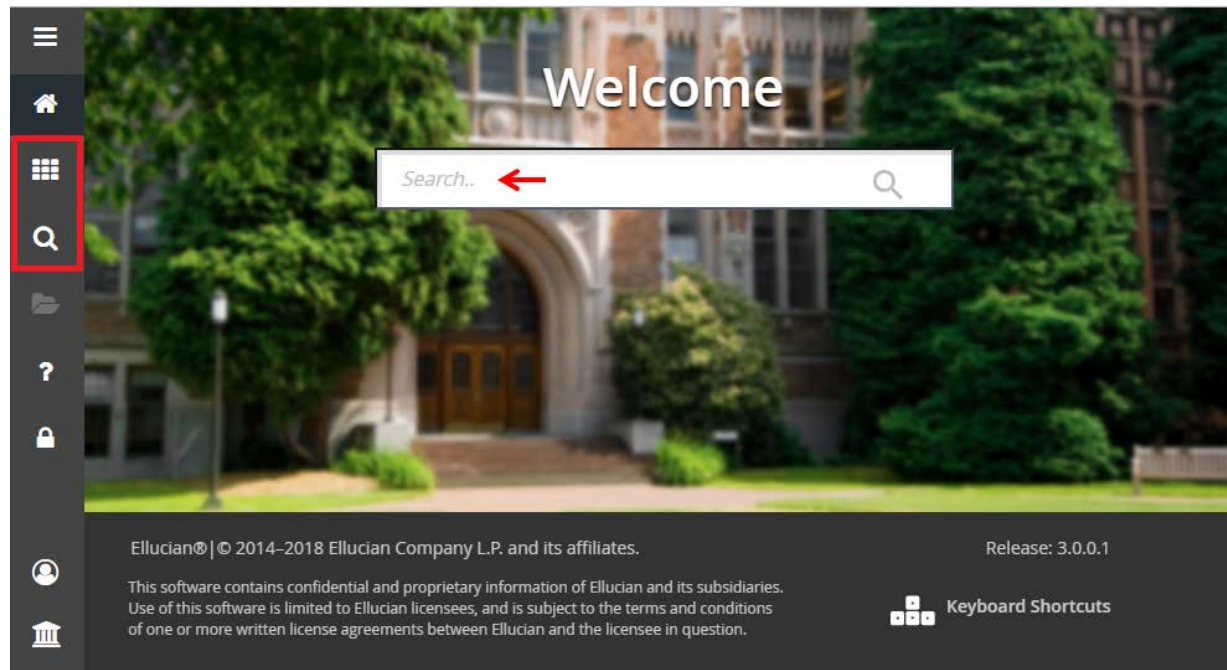 Welcome
Search..
?
Ellucian®|© 2014–2018 Ellucian Company L.P. and its affiliates.
Release: 3.0.0.1
This software contains confidential and proprietary information of Ellucian and its subsidiaries.
Use of this software is limited to Ellucian licensees, and is subject to the terms and conditions
of one or more written license agreements between Ellucian and the licensee in question.
Keyboard Shortcuts